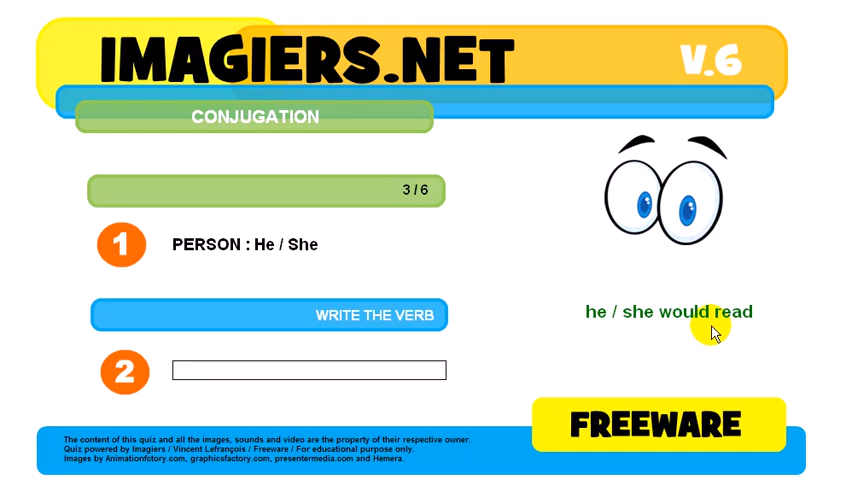 IMAGIERS.NET
V.6
CONJUGATION
3 / 6
1
PERSON : He / She
WRITE THE VERB
he / she would read
2
FREEWARE
The content of this quiz and all the images, sounds and video are the property of their respective owner.
Quiz powered by Imagiers / Vincent Lefrançois / Freeware / For educational purpose only.
Images by Animationfctory.com, graphicsfactory.com, presentermedia.com and Hemera.